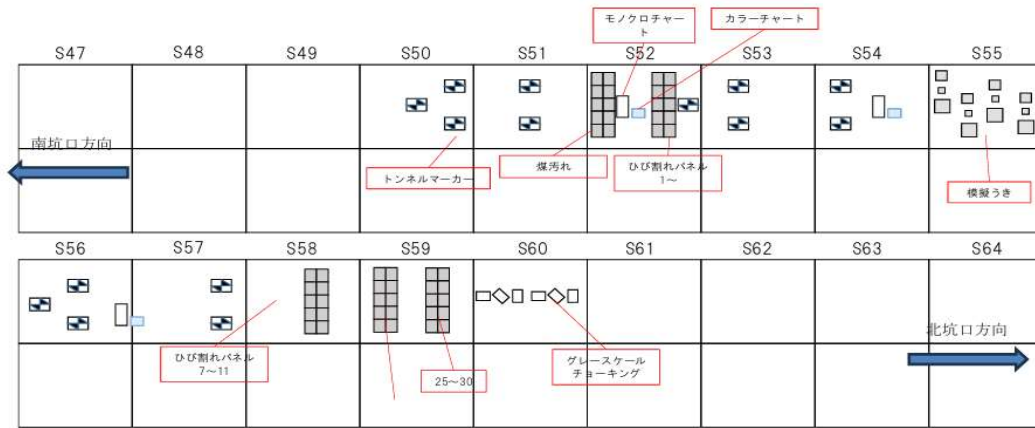 モノクロチャー
ト
カラーチャート
S47 S48 S49 S50 S51 S52 S53 S54 S55
南坑口方向
トンネルマーカー
煤汚れ
ひび割れパネル
1～
模擬うき
S56 S57 S58 S59 S60 S61 S62 S63 S64
北坑口方向
ひび割れパネル
7～11
25～30
グレースケール
チョーキング